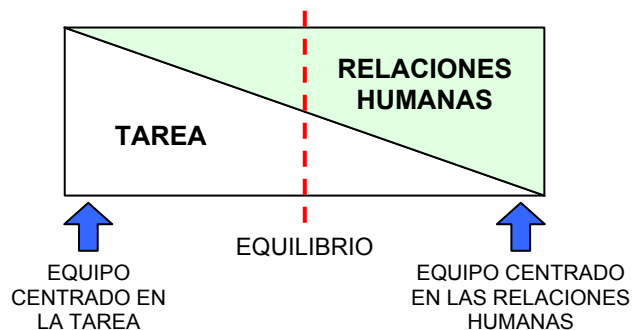 RELACIONES
HUMANAS
TAREA
EQUILIBRIO
EQUIPO
CENTRADO EN
LA TAREA
EQUIPO CENTRADO
EN LAS RELACIONES
HUMANAS